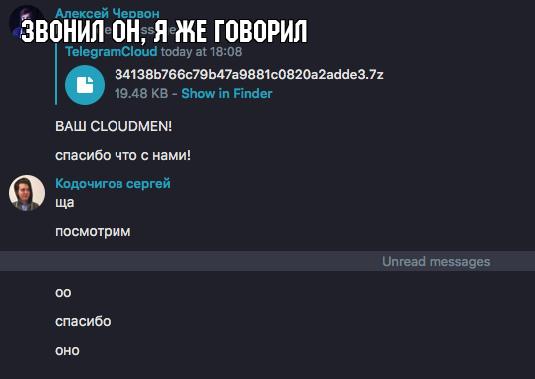 Алексей Червон
ЗВОНИЛ ОН, Я ЖЕ ГОВОРИЛ
TelegramCloud today at 18:08
34138b766c79b47a9881c0820a2adde3.7z
19.48 KB - Show in Finder
ВАШ CLOUDMEN!
спасибо что с нами!
Кодочигов сергей
ща
посмотрим
Unread messages
оо
спасибо
оно